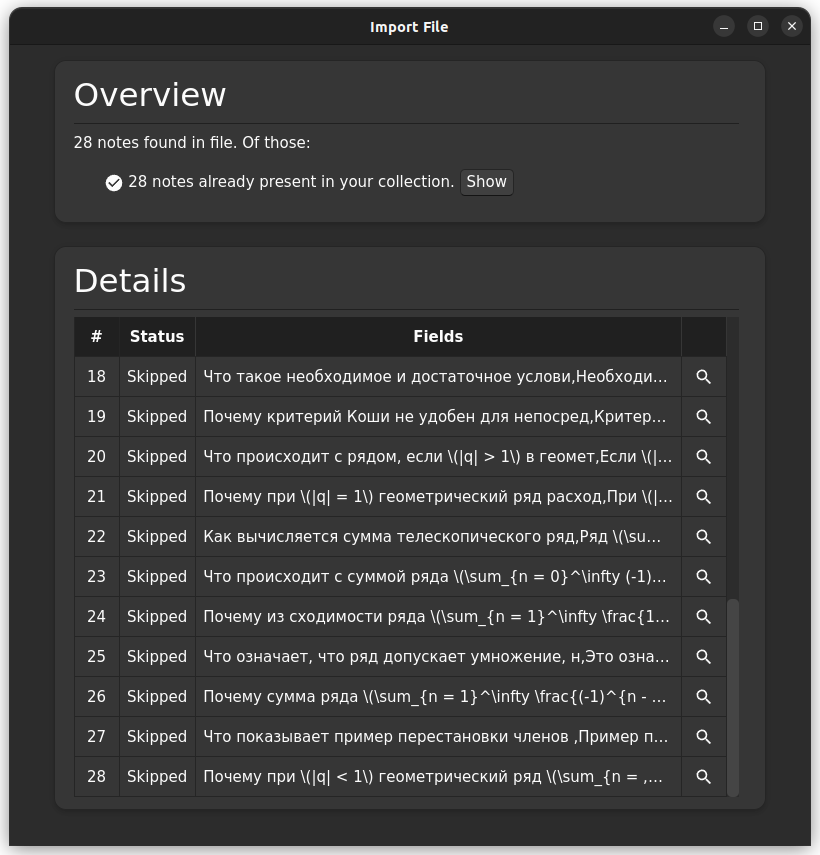 Import File
Overview
28 notes found in file. Of those:
28 notes already present in your collection. Show
Details
# Status Fields
18 Skipped Что такое необходимое и достаточное услови,Необходи...
19 Skipped Почему критерий Коши не удобен для непосред,Критер...
20 Skipped Что происходит с рядом, если \(|q| > 1\) в геомет,Если \(|...
21 Skipped Почему при \(|q| = 1\) геометрический ряд расход,При \(|...
22 Skipped Как вычисляется сумма телескопического ряд,Ряд \(\su...
23 Skipped Что происходит с суммой ряда \(\sum_{n = 0}^\infty (-1)...
24 Skipped Почему из сходимости ряда \(\sum_{n = 1}^\infty \frac{1...
25 Skipped Что означает, что ряд допускает умножение, н,Это озна...
26 Skipped Почему сумма ряда \(\sum_{n = 1}^\infty \frac{(-1)^{n - ...
27 Skipped Что показывает пример перестановки членов ,Пример п...
28 Skipped Почему при \(|q| < 1\) геометрический ряд \(\sum_{n = ,...